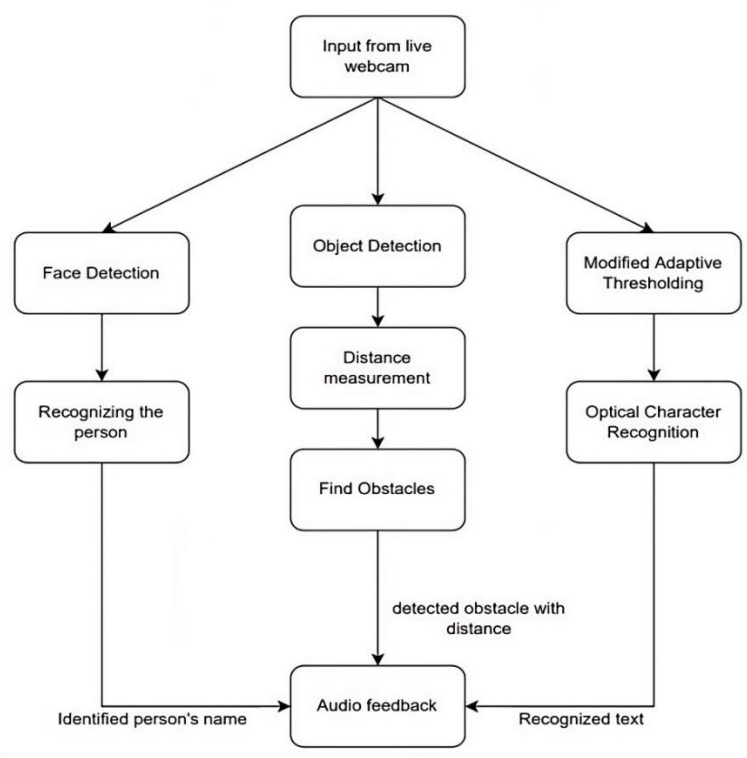 Input from live
webcam
Face Detection
Object Detection
Modified Adaptive
Thresholding
Distance
measurement
Recognizing the
person
Optical Character
Recognition
Find Obstacles
detected obstacle with
distance
Audio feedback
Identified person's name
Recognized text